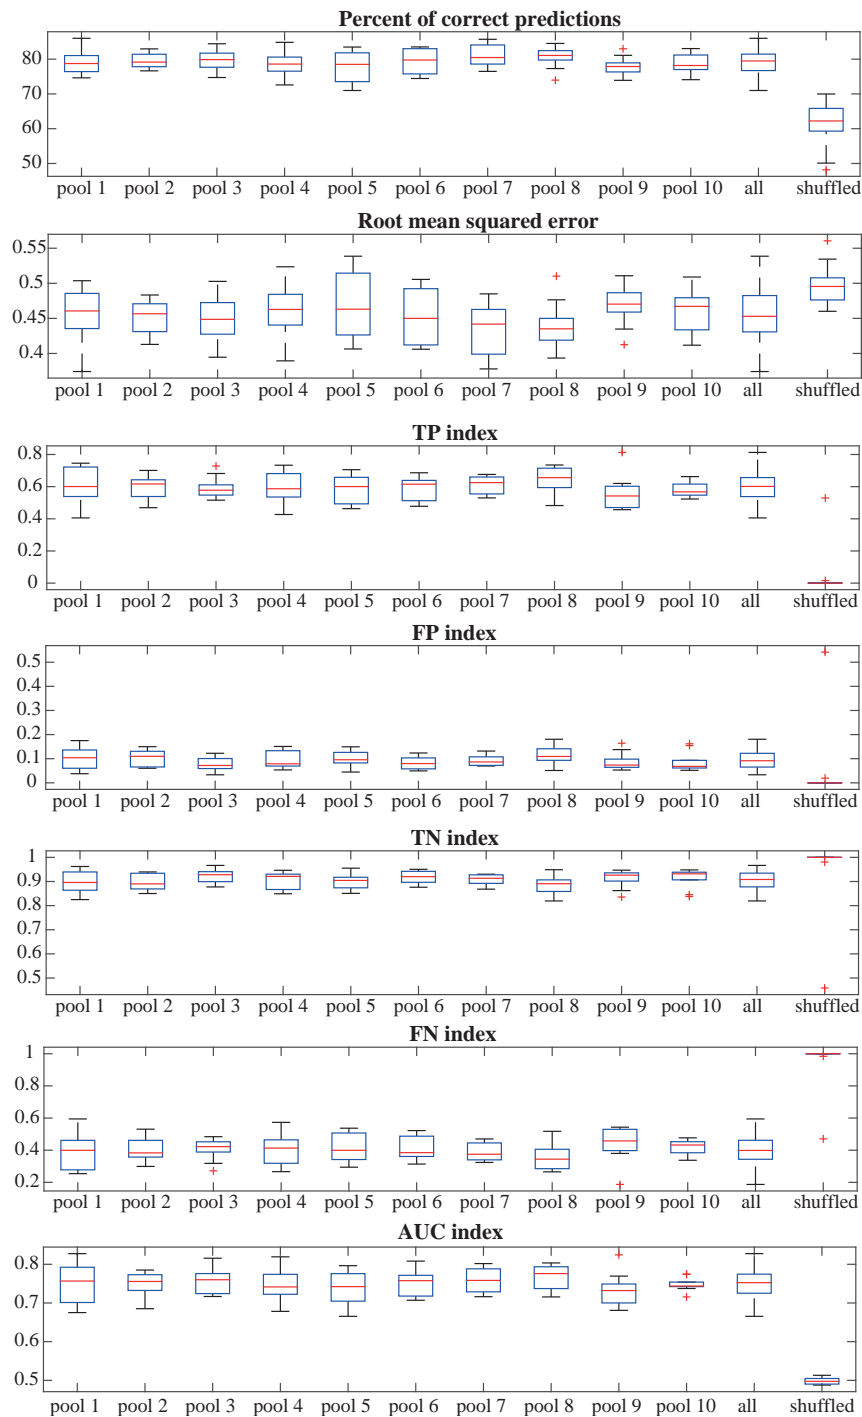 Percent of correct predictions
80
70
60
50
pool 1 pool 2 pool 3 pool 4 pool 5 pool 6 pool 7 pool 8 pool 9 pool 10 all shuffled
Root mean squared error
0.55
0.5
0.45
0.4
pool 1 pool 2 pool 3 pool 4 pool 5 pool 6 pool 7 pool 8 pool 9 pool 10 all shuffled
TP index
0.8
0.6
0.4
0.2
0
pool 1 pool 2 pool 3 pool 4 pool 5 pool 6 pool 7 pool 8 pool 9 pool 10 all shuffled
FP index
0.5
0.4
0.3
0.2
0.1
0
pool 1 pool 2 pool 3 pool 4 pool 5 pool 6 pool 7 pool 8 pool 9 pool 10 all shuffled
TN index
1
0.9
0.8
0.7
0.6
0.5
pool 1 pool 2 pool 3 pool 4 pool 5 pool 6 pool 7 pool 8 pool 9 pool 10 all shuffled
FN index
1
0.8
0.6
0.4
0.2
pool 1 pool 2 pool 3 pool 4 pool 5 pool 6 pool 7 pool 8 pool 9 pool 10 all shuffled
AUC index
0.8
0.7
0.6
0.5
pool 1 pool 2 pool 3 pool 4 pool 5 pool 6 pool 7 pool 8 pool 9 pool 10 all shuffled